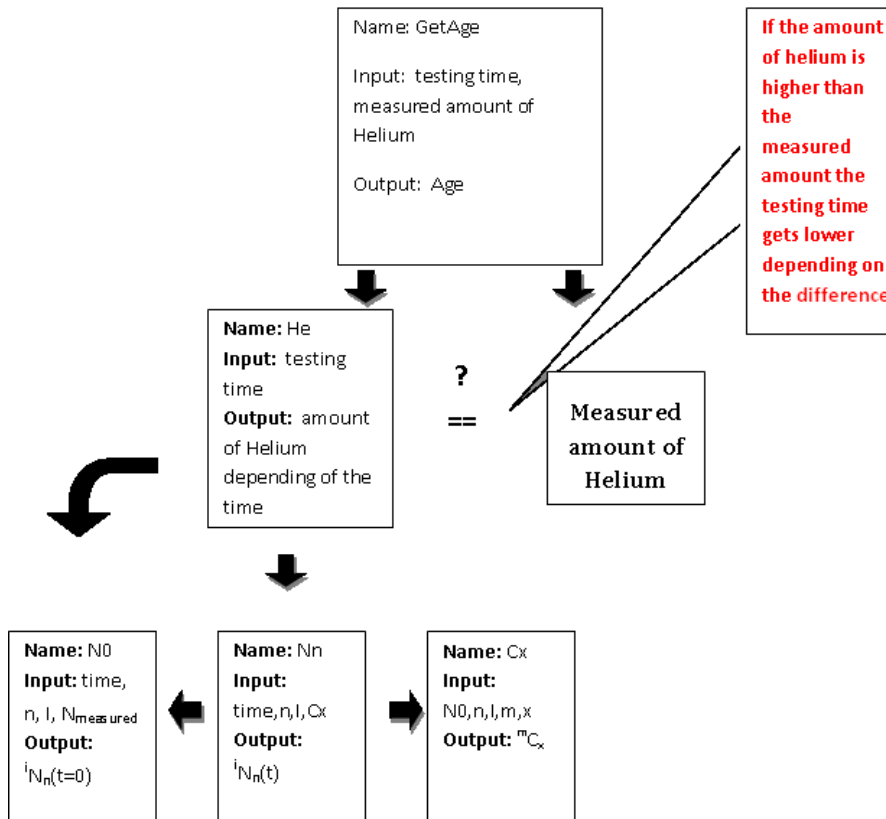 Name: GetAge
Input: testing time,
measured amount of
Helium
Output: Age
If the amount
of helium is
higher than
the
measured
amount the
testing time
gets lower
depending on
the difference
Name: He
Input: testing
time
Output: amount
of Helium
depending of the
time
?
==
Measured
amount of
Helium
Name: N0
Input: time,
n, l, Nmeasured
Output:
ⁱNₙ(t=0)
Name: Nn
Input:
time,n,l,Cx
Output:
ⁱNₙ(t)
Name: Cx
Input:
N0,n,l,m,x
Output: ᵐCₓ